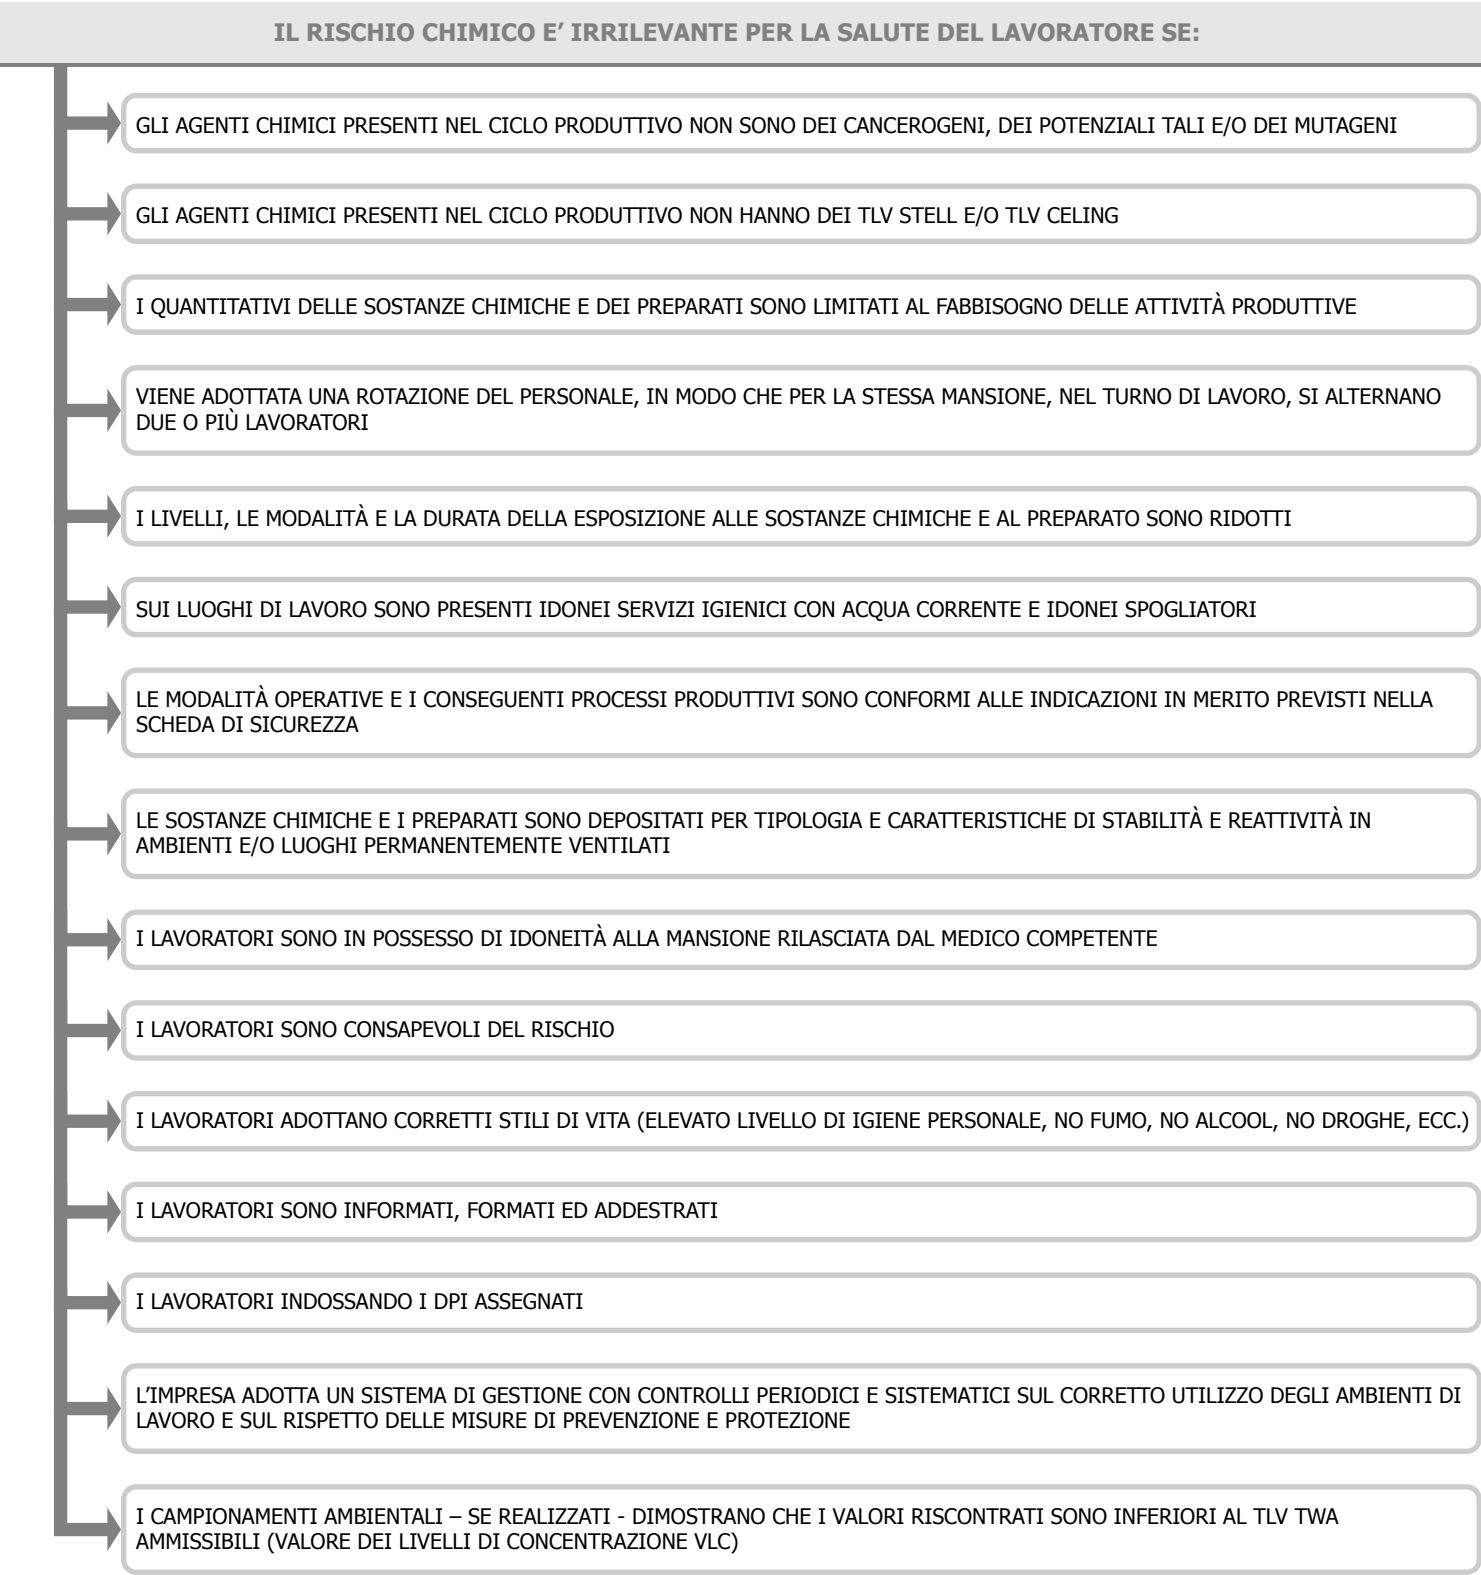 IL RISCHIO CHIMICO E’ IRRILEVANTE PER LA SALUTE DEL LAVORATORE SE:
GLI AGENTI CHIMICI PRESENTI NEL CICLO PRODUTTIVO NON SONO DEI CANCEROGENI, DEI POTENZIALI TALI E/O DEI MUTAGENI
GLI AGENTI CHIMICI PRESENTI NEL CICLO PRODUTTIVO NON HANNO DEI TLV STELL E/O TLV CELING
I QUANTITATIVI DELLE SOSTANZE CHIMICHE E DEI PREPARATI SONO LIMITATI AL FABBISOGNO DELLE ATTIVITÀ PRODUTTIVE
VIENE ADOTTATA UNA ROTAZIONE DEL PERSONALE, IN MODO CHE PER LA STESSA MANSIONE, NEL TURNO DI LAVORO, SI ALTERNANO
DUE O PIÙ LAVORATORI
I LIVELLI, LE MODALITÀ E LA DURATA DELLA ESPOSIZIONE ALLE SOSTANZE CHIMICHE E AL PREPARATO SONO RIDOTTI
SUI LUOGHI DI LAVORO SONO PRESENTI IDONEI SERVIZI IGIENICI CON ACQUA CORRENTE E IDONEI SPOGLIATORI
LE MODALITÀ OPERATIVE E I CONSEGUENTI PROCESSI PRODUTTIVI SONO CONFORMI ALLE INDICAZIONI IN MERITO PREVISTI NELLA
SCHEDA DI SICUREZZA
LE SOSTANZE CHIMICHE E I PREPARATI SONO DEPOSITATI PER TIPOLOGIA E CARATTERISTICHE DI STABILITÀ E REATTIVITÀ IN
AMBIENTI E/O LUOGHI PERMANENTEMENTE VENTILATI
I LAVORATORI SONO IN POSSESSO DI IDONEITÀ ALLA MANSIONE RILASCIATA DAL MEDICO COMPETENTE
I LAVORATORI SONO CONSAPEVOLI DEL RISCHIO
I LAVORATORI ADOTTANO CORRETTI STILI DI VITA (ELEVATO LIVELLO DI IGIENE PERSONALE, NO FUMO, NO ALCOOL, NO DROGHE, ECC.)
I LAVORATORI SONO INFORMATI, FORMATI ED ADDESTRATI
I LAVORATORI INDOSSANDO I DPI ASSEGNATI
L’IMPRESA ADOTTA UN SISTEMA DI GESTIONE CON CONTROLLI PERIODICI E SISTEMATICI SUL CORRETTO UTILIZZO DEGLI AMBIENTI DI
LAVORO E SUL RISPETTO DELLE MISURE DI PREVENZIONE E PROTEZIONE
I CAMPIONAMENTI AMBIENTALI – SE REALIZZATI - DIMOSTRANO CHE I VALORI RISCONTRATI SONO INFERIORI AL TLV TWA
AMMISSIBILI (VALORE DEI LIVELLI DI CONCENTRAZIONE VLC)